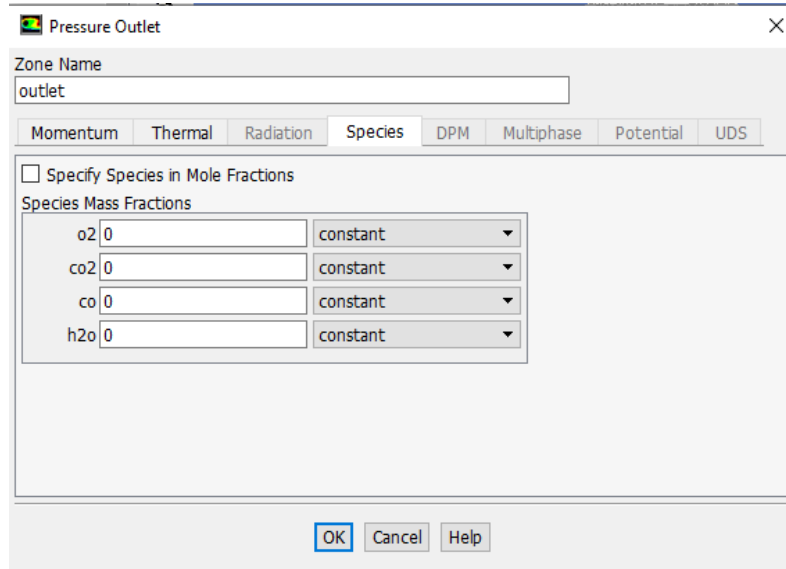 Pressure Outlet
Zone Name
outlet
Momentum Thermal Radiation Species DPM Multiphase Potential UDS
Specify Species in Mole Fractions
Species Mass Fractions
o2 0 constant
co2 0 constant
co 0 constant
h2o 0 constant
OK Cancel Help